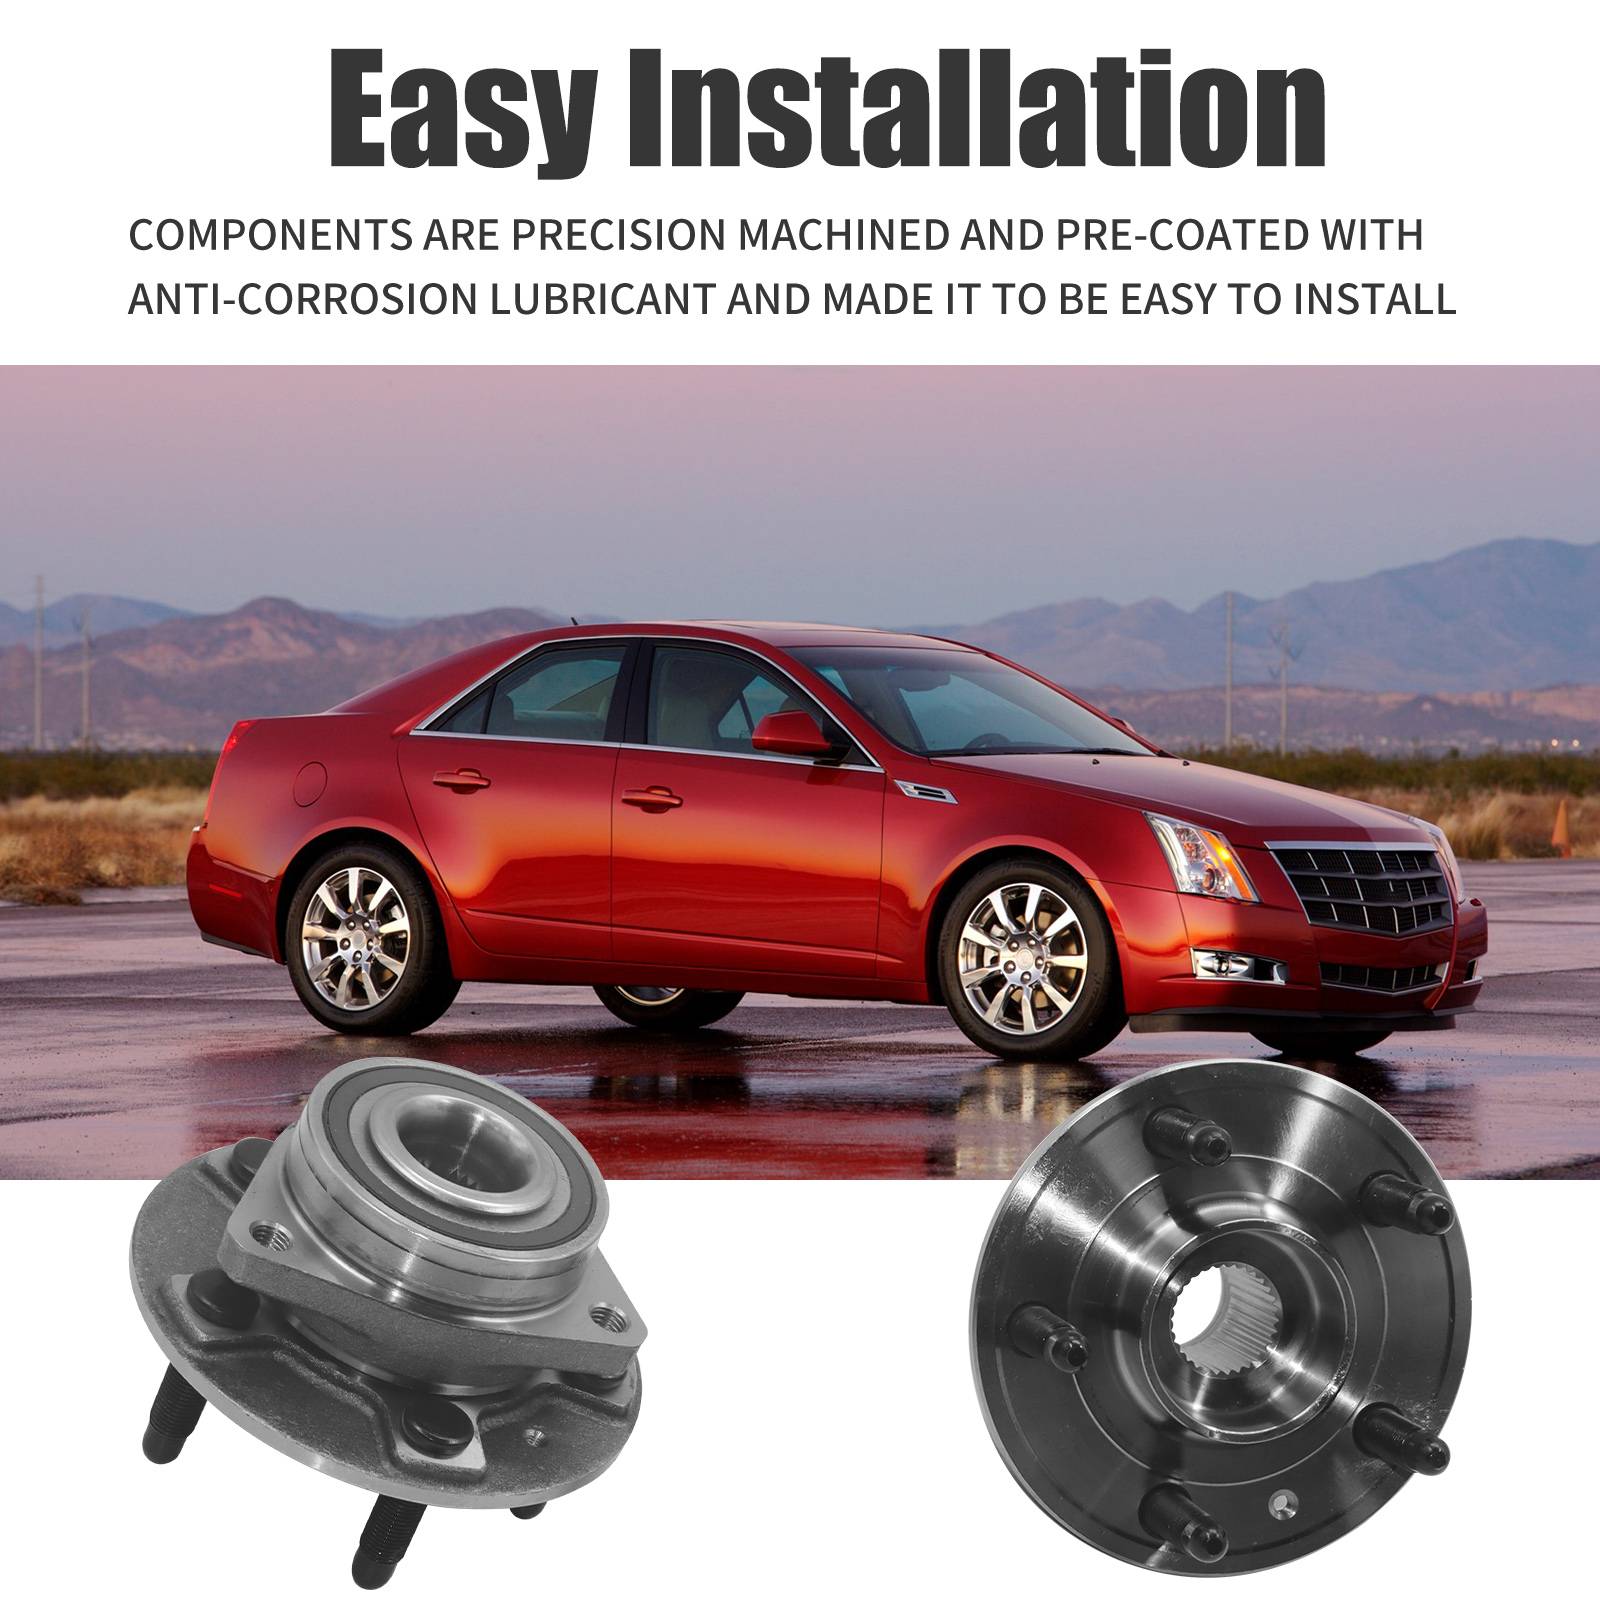 Easy Installation
COMPONENTS ARE PRECISION MACHINED AND PRE-COATED WITH
ANTI-CORROSION LUBRICANT AND MADE IT TO BE EASY TO INSTALL